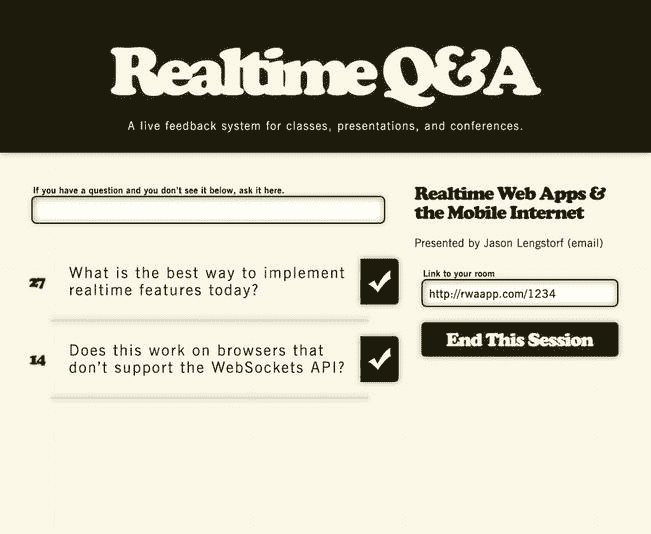 Realtime Q&A
A live feedback system for classes, presentations, and conferences.
If you have a question and you don't see it below, ask it here.
27
What is the best way to implement
realtime features today?
14
Does this work on browsers that
don't support the WebSockets API?
Realtime Web Apps &
the Mobile Internet
Presented by Jason Lengstorf (email)
Link to your room
http://rwaapp.com/1234
End This Session